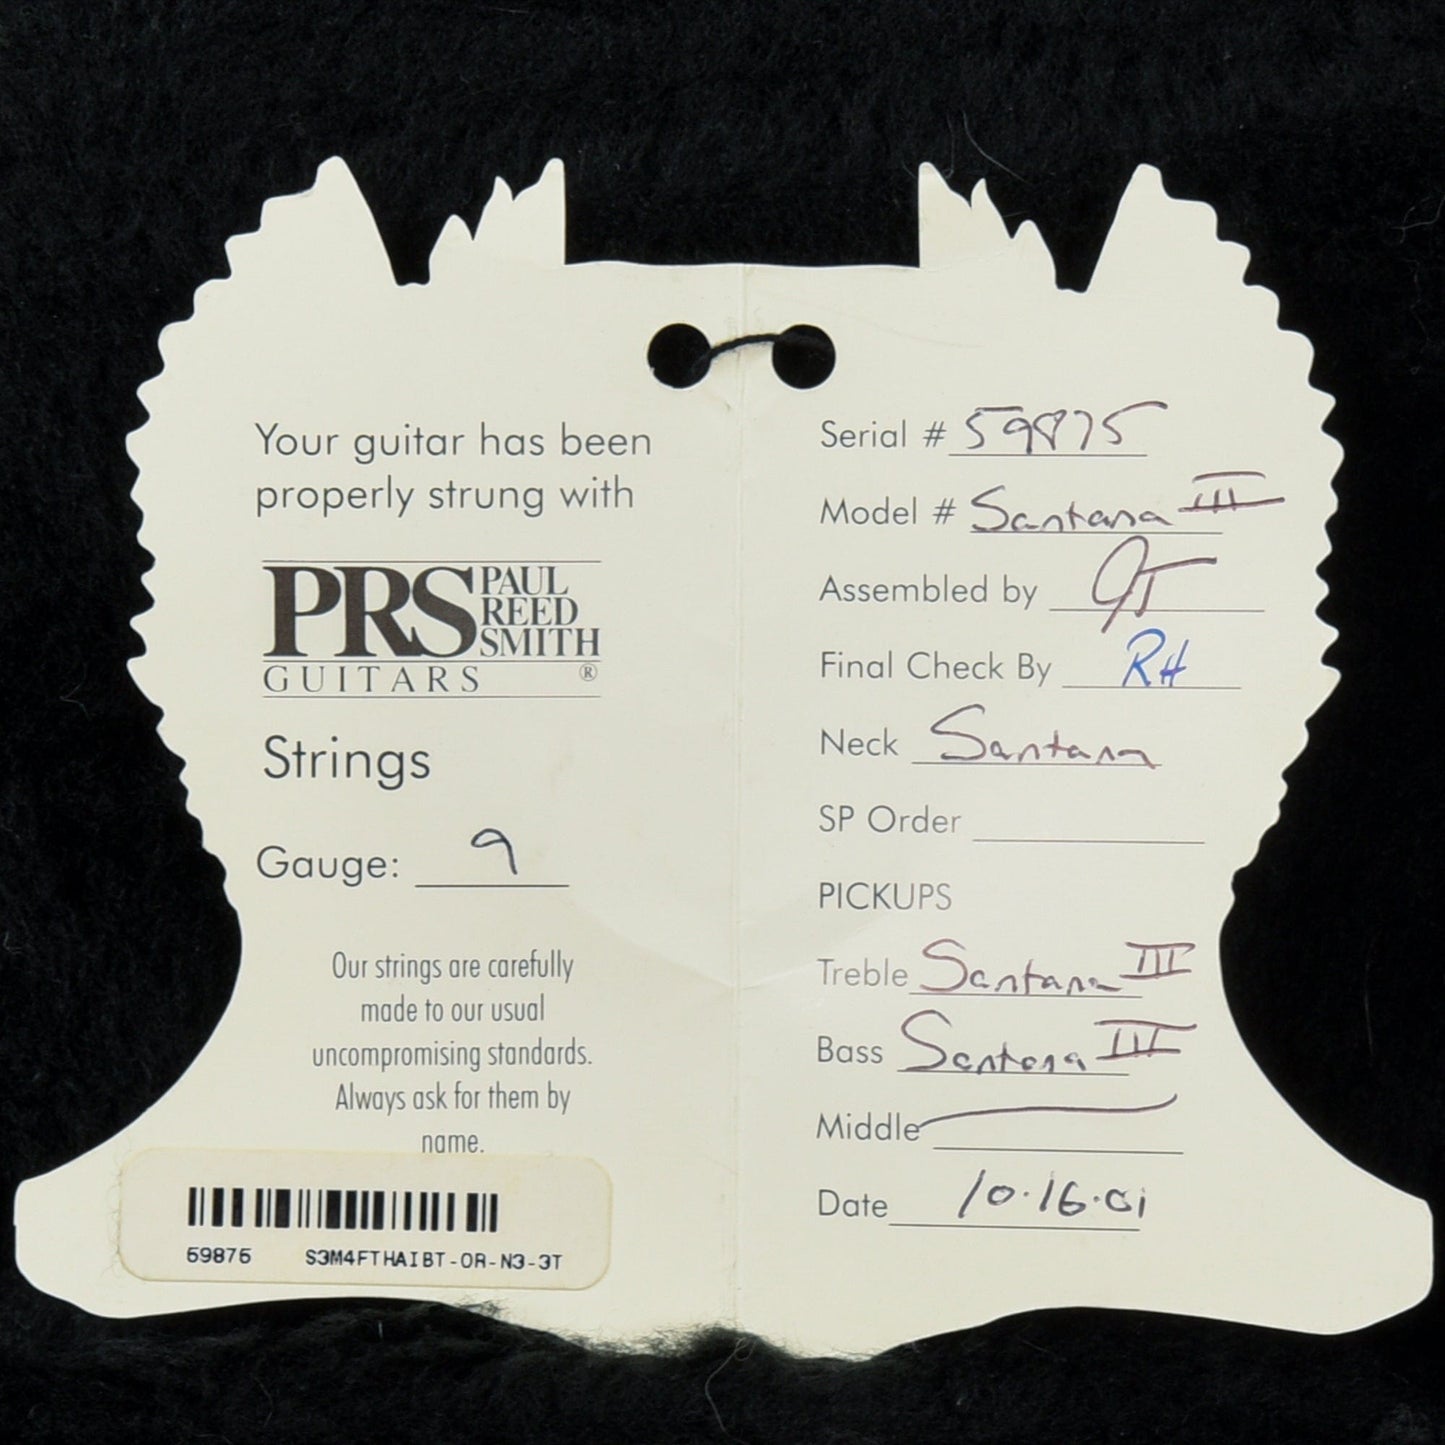 Your guitar has been
properly strung with
PRS PAUL
REED
SMITH
GUITARS ®
Strings
Gauge: 9
Our strings are carefully
made to our usual
uncompromising standards.
Always ask for them by
name.
59875 S3M4FTHAIBT-OR-N3-3T
Serial # 59875
Model # Santana III
Assembled by JT
Final Check By RH
Neck Santana
SP Order
PICKUPS
Treble Santana III
Bass Santana III
Middle
Date 10·16·01